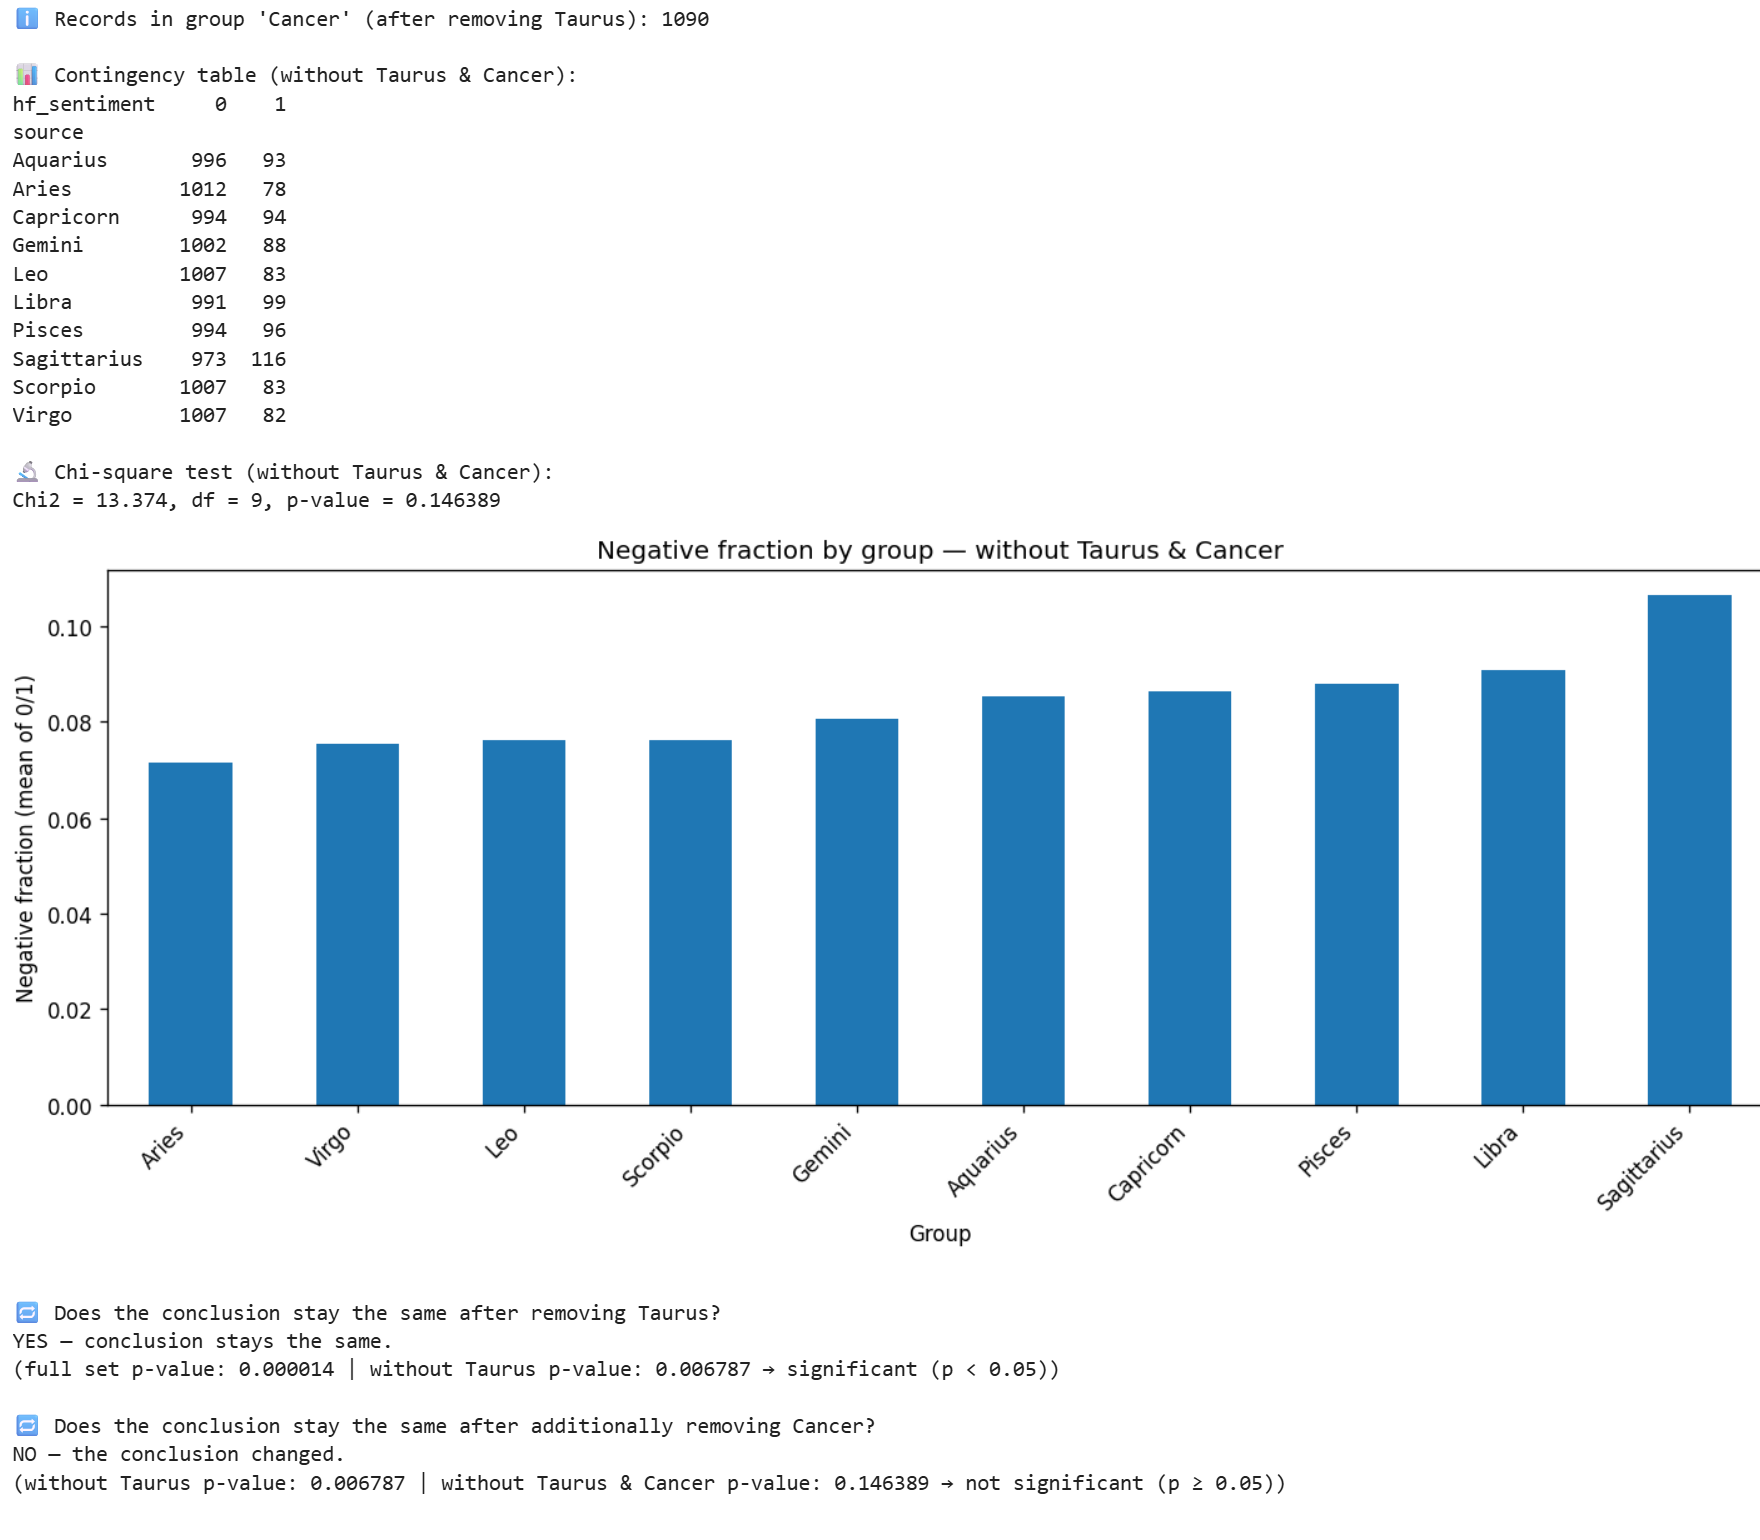 ℹ️ Records in group 'Cancer' (after removing Taurus): 1090
📊 Contingency table (without Taurus & Cancer):
hf_sentiment     0    1
source
Aquarius       996   93
Aries         1012   78
Capricorn      994   94
Gemini        1002   88
Leo           1007   83
Libra          991   99
Pisces         994   96
Sagittarius    973  116
Scorpio       1007   83
Virgo         1007   82
🔬 Chi-square test (without Taurus & Cancer):
Chi2 = 13.374, df = 9, p-value = 0.146389
Negative fraction by group — without Taurus & Cancer
Negative fraction (mean of 0/1)
0.10
0.08
0.06
0.04
0.02
0.00
Aries
Virgo
Leo
Scorpio
Gemini
Aquarius
Capricorn
Pisces
Libra
Sagittarius
Group
🔁 Does the conclusion stay the same after removing Taurus?
YES — conclusion stays the same.
(full set p-value: 0.000014 | without Taurus p-value: 0.006787 → significant (p < 0.05))
🔁 Does the conclusion stay the same after additionally removing Cancer?
NO — the conclusion changed.
(without Taurus p-value: 0.006787 | without Taurus & Cancer p-value: 0.146389 → not significant (p ≥ 0.05))